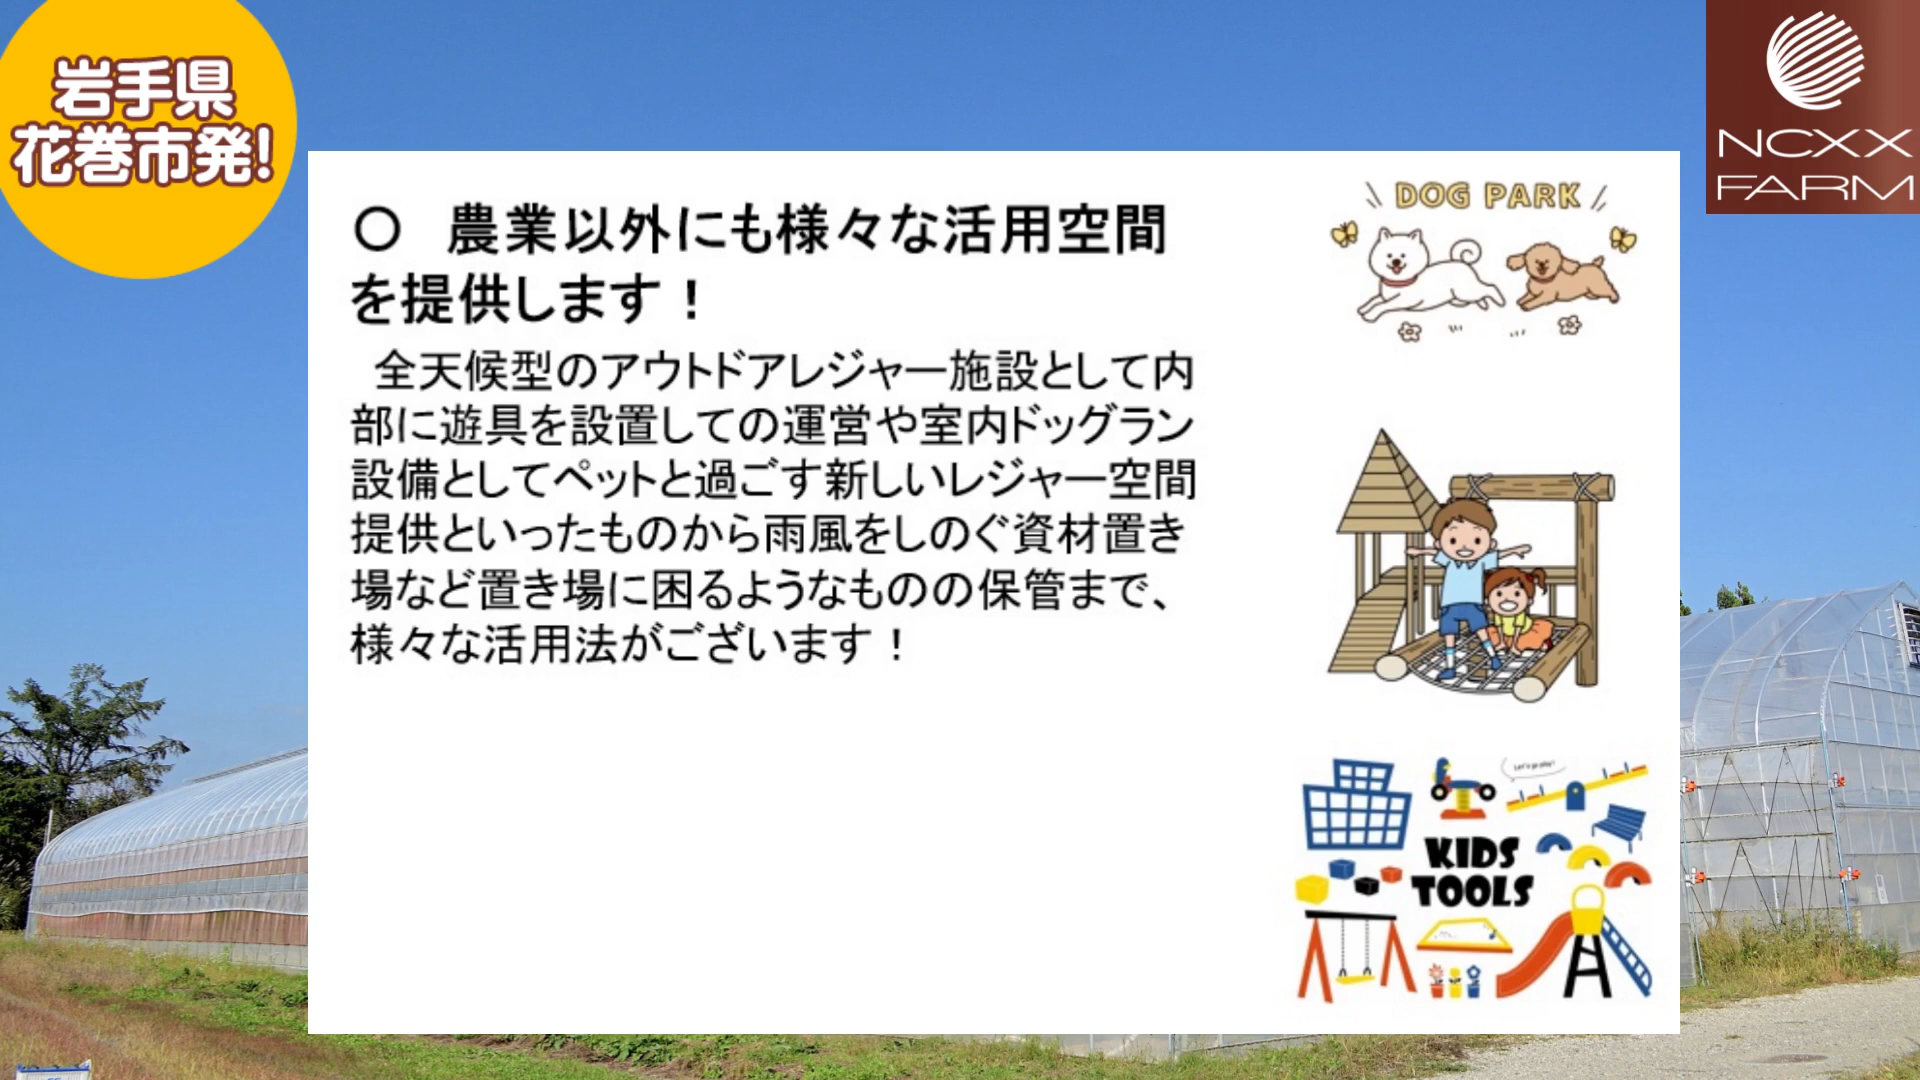 岩手県
花巻市発!
NCXX
FARM
〇 農業以外にも様々な活用空間
を提供します！
全天候型のアウトドアレジャー施設として内
部に遊具を設置しての運営や室内ドッグラン
設備としてペットと過ごす新しいレジャー空間
提供といったものから雨風をしのぐ資材置き
場など置き場に困るようなものの保管まで、
様々な活用法がございます！
DOG PARK
Let's go play!
KIDS
TOOLS